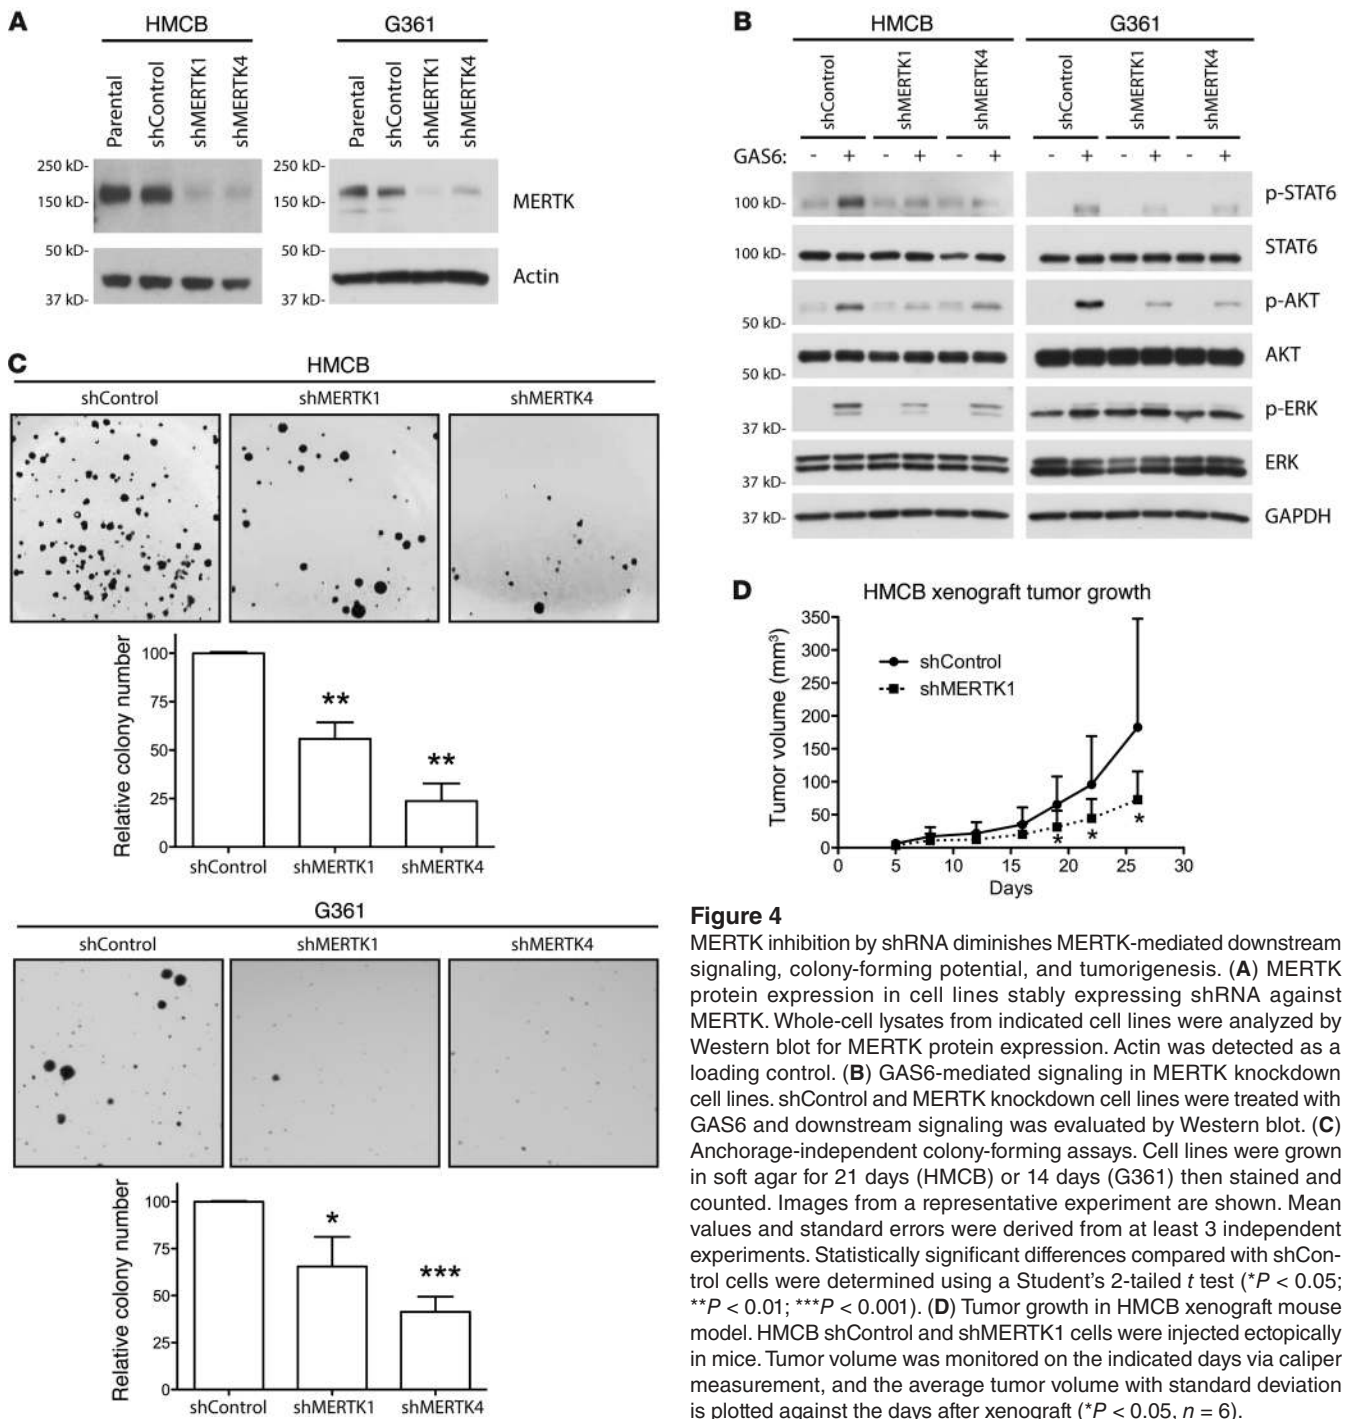 A
HMCB
G361
Parental
shControl
shMERTK1
shMERTK4
Parental
shControl
shMERTK1
shMERTK4
250 kD-
150 kD-
250 kD-
150 kD-
MERTK
50 kD-
37 kD-
50 kD-
37 kD-
Actin
B
HMCB
G361
shControl
shMERTK1
shMERTK4
shControl
shMERTK1
shMERTK4
GAS6: - + - + - + - + - + - +
100 kD-
p-STAT6
100 kD-
STAT6
50 kD-
p-AKT
50 kD-
AKT
37 kD-
p-ERK
37 kD-
ERK
37 kD-
GAPDH
C
HMCB
shControl
shMERTK1
shMERTK4
Relative colony number
100
75
50
25
0
**
**
shControl
shMERTK1
shMERTK4
G361
shControl
shMERTK1
shMERTK4
Relative colony number
100
75
50
25
0
*
***
shControl
shMERTK1
shMERTK4
D
HMCB xenograft tumor growth
Tumor volume (mm³)
350
300
250
200
150
100
50
0
shControl
shMERTK1
* * *
0 5 10 15 20 25 30
Days
Figure 4
MERTK inhibition by shRNA diminishes MERTK-mediated downstream
signaling, colony-forming potential, and tumorigenesis. (A) MERTK
protein expression in cell lines stably expressing shRNA against
MERTK. Whole-cell lysates from indicated cell lines were analyzed by
Western blot for MERTK protein expression. Actin was detected as a
loading control. (B) GAS6-mediated signaling in MERTK knockdown
cell lines. shControl and MERTK knockdown cell lines were treated with
GAS6 and downstream signaling was evaluated by Western blot. (C)
Anchorage-independent colony-forming assays. Cell lines were grown
in soft agar for 21 days (HMCB) or 14 days (G361) then stained and
counted. Images from a representative experiment are shown. Mean
values and standard errors were derived from at least 3 independent
experiments. Statistically significant differences compared with shCon-
trol cells were determined using a Student's 2-tailed t test (*P < 0.05;
**P < 0.01; ***P < 0.001). (D) Tumor growth in HMCB xenograft mouse
model. HMCB shControl and shMERTK1 cells were injected ectopically
in mice. Tumor volume was monitored on the indicated days via caliper
measurement, and the average tumor volume with standard deviation
is plotted against the days after xenograft (*P < 0.05, n = 6).